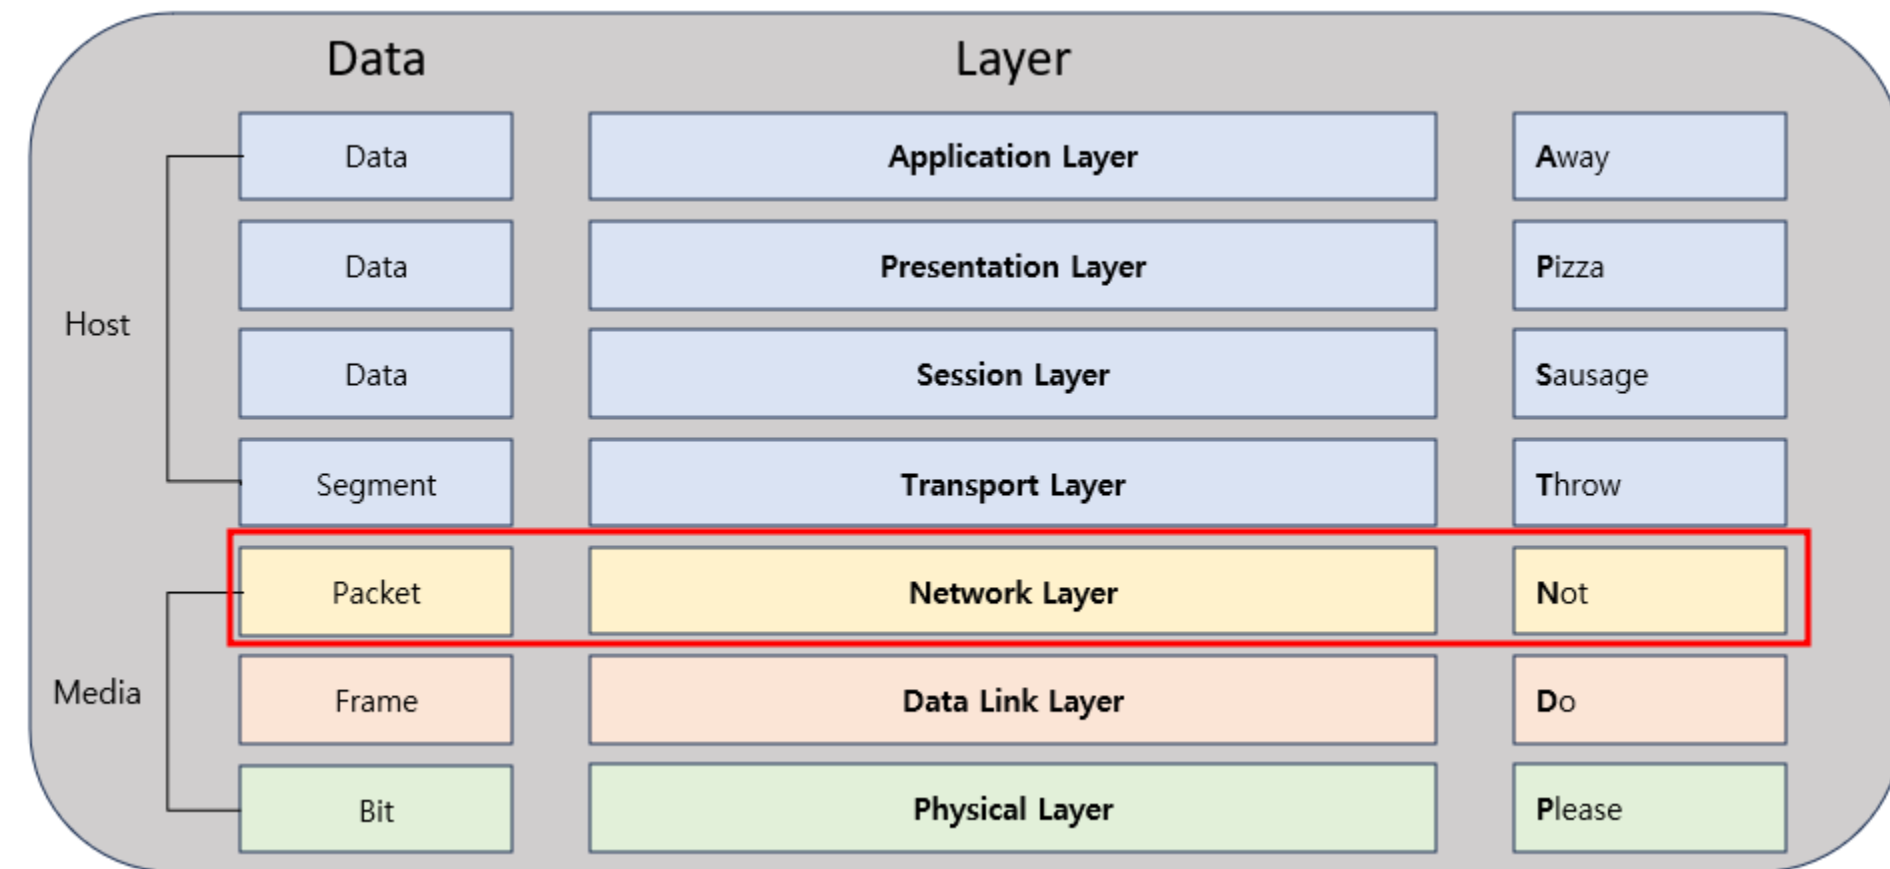 Data Layer
Data Application Layer Away
Data Presentation Layer Pizza
Host
Data Session Layer Sausage
Segment Transport Layer Throw
Packet Network Layer Not
Media
Frame Data Link Layer Do
Bit Physical Layer Please